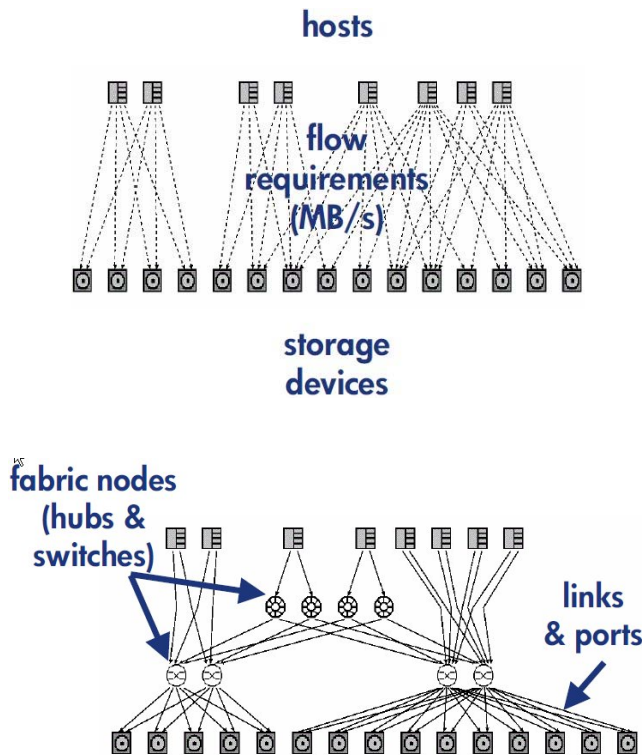 hosts
flow
requirements
(MB/s)
storage
devices
fabric nodes
(hubs &
switches)
links
& ports